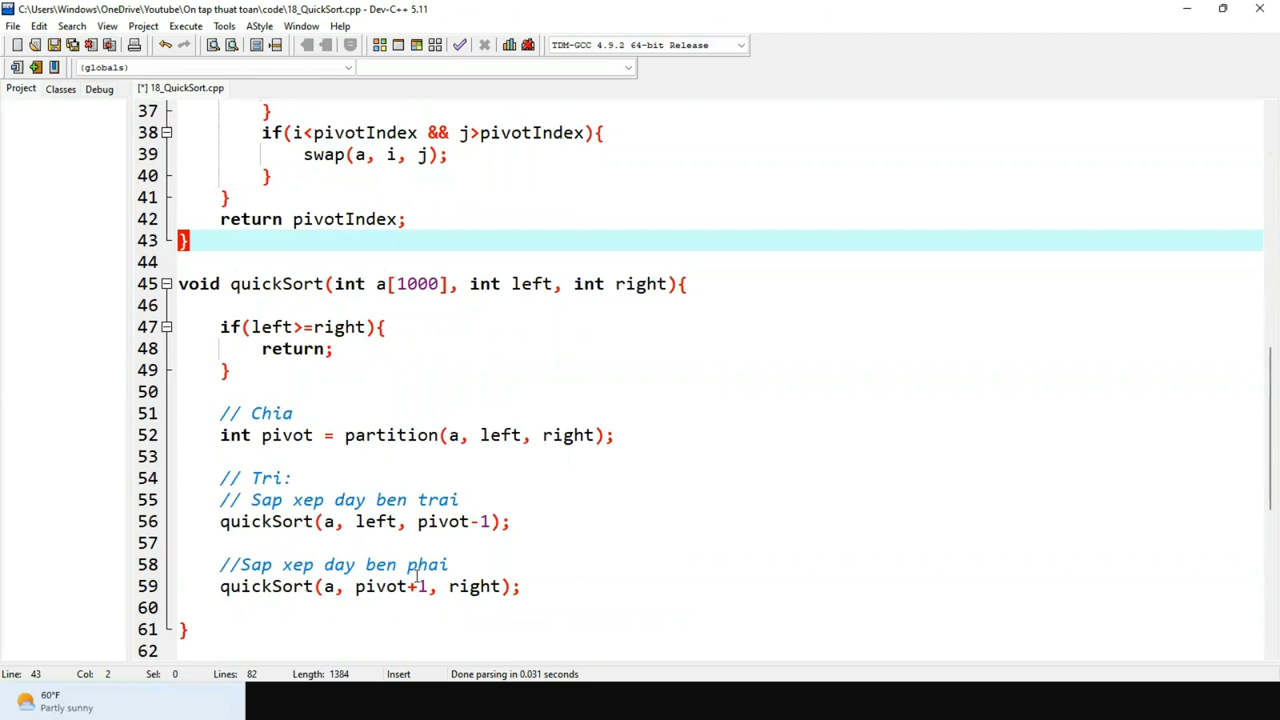 C:\Users\Windows\OneDrive\Youtube\On tap thuat toan\code\18_QuickSort.cpp - Dev-C++ 5.11
File Edit Search View Project Execute Tools AStyle Window Help
TDM-GCC 4.9.2 64-bit Release
(globals)
Project Classes Debug [*] 18_QuickSort.cpp
37 }
38 if(i<pivotIndex && j>pivotIndex){
39 swap(a, i, j);
40 }
41 }
42 return pivotIndex;
43 }
44
45 void quickSort(int a[1000], int left, int right){
46
47 if(left>=right){
48 return;
49 }
50
51 // Chia
52 int pivot = partition(a, left, right);
53
54 // Tri:
55 // Sap xep day ben trai
56 quickSort(a, left, pivot-1);
57
58 //Sap xep day ben phai
59 quickSort(a, pivot+1, right);
60
61 }
62
Line: 43 Col: 2 Sel: 0 Lines: 82 Length: 1384 Insert Done parsing in 0.031 seconds
60°F
Partly sunny